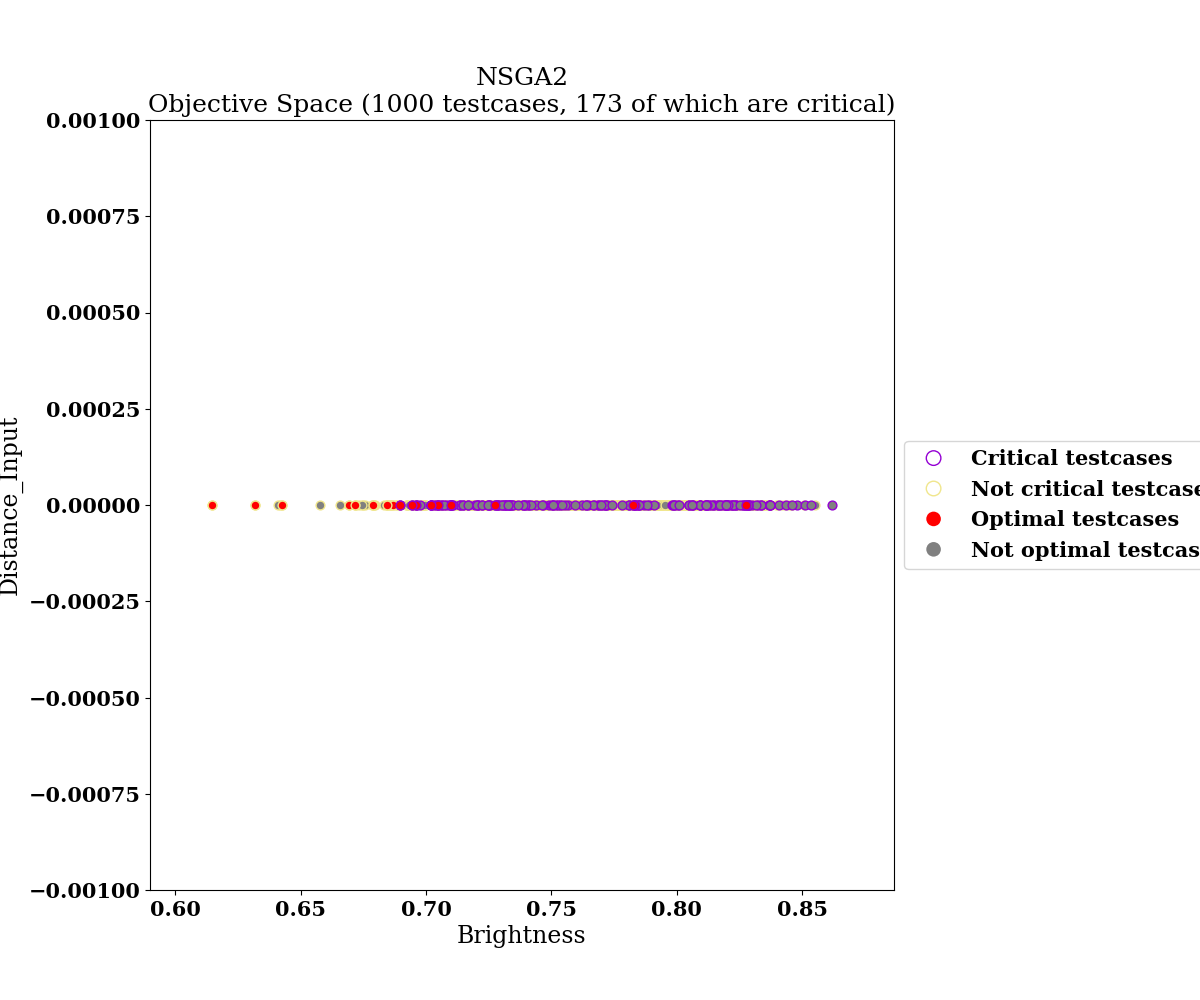 NSGA2
Objective Space (1000 testcases, 173 of which are critical)
0.00100
0.00075
0.00050
0.00025
0.00000
−0.00025
−0.00050
−0.00075
−0.00100
Distance_Input
0.60 0.65 0.70 0.75 0.80 0.85
Brightness
Critical testcases
Not critical testcase
Optimal testcases
Not optimal testcas